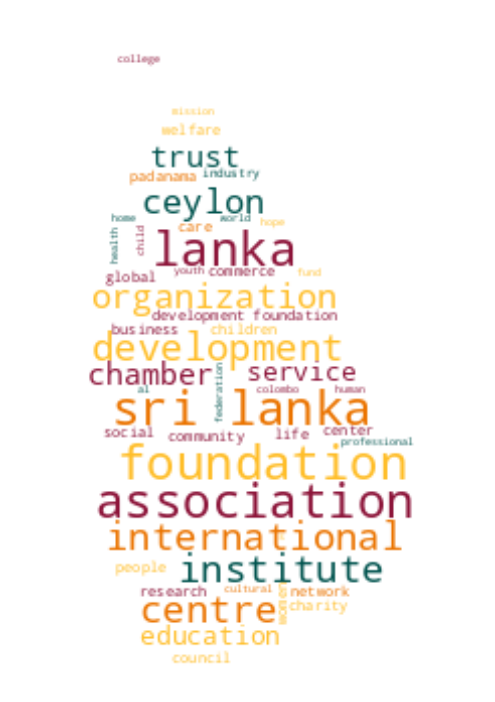 college
mission
welfare
trust
padanama industry
ceylon
home world
care hope
health child lanka
global youth commerce fund
organization
development foundation
business children
development
chamber service
al federation colombo human
sri lanka
social community life center
professional
foundation
association
international
people institute
research cultural women network
centre charity
education
council